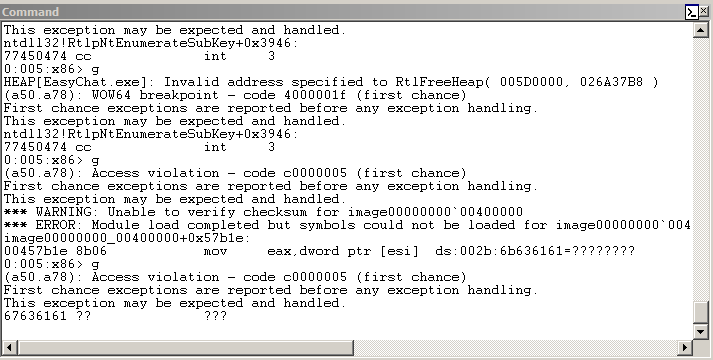 Command
This exception may be expected and handled.
ntdll32!RtlpNtEnumerateSubKey+0x3946:
77450474 cc              int     3
0:005:x86> g
HEAP[EasyChat.exe]: Invalid address specified to RtlFreeHeap( 005D0000, 026A37B8 )
(a50.a78): WOW64 breakpoint - code 4000001f (first chance)
First chance exceptions are reported before any exception handling.
This exception may be expected and handled.
ntdll32!RtlpNtEnumerateSubKey+0x3946:
77450474 cc              int     3
0:005:x86> g
(a50.a78): Access violation - code c0000005 (first chance)
First chance exceptions are reported before any exception handling.
This exception may be expected and handled.
*** WARNING: Unable to verify checksum for image00000000`00400000
*** ERROR: Module load completed but symbols could not be loaded for image00000000`004
image00000000_00400000+0x57b1e:
00457b1e 8b06            mov     eax,dword ptr [esi]  ds:002b:6b636161=????????
0:005:x86> g
(a50.a78): Access violation - code c0000005 (first chance)
First chance exceptions are reported before any exception handling.
This exception may be expected and handled.
67636161 ??              ???